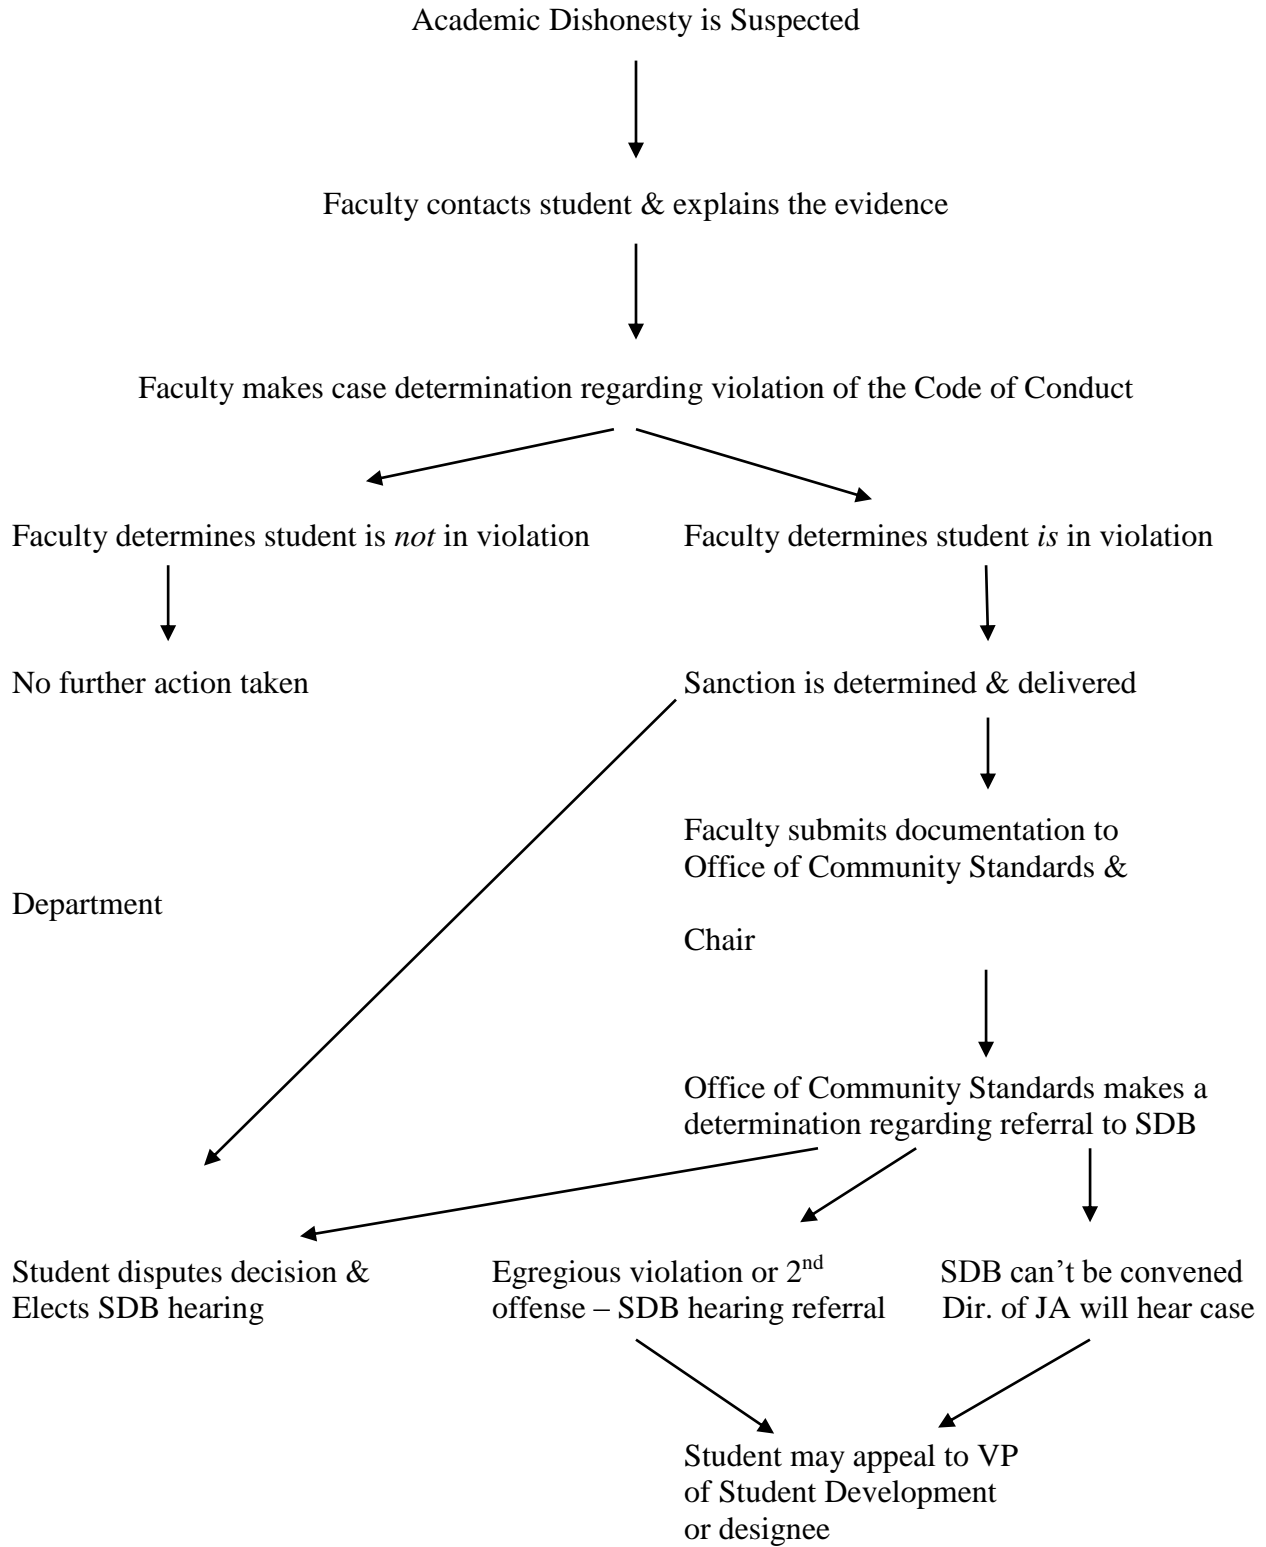 Academic Dishonesty is Suspected
Faculty contacts student & explains the evidence
Faculty makes case determination regarding violation of the Code of Conduct
Faculty determines student is not in violation
Faculty determines student is in violation
No further action taken
Sanction is determined & delivered
Faculty submits documentation to
Office of Community Standards &
Department
Chair
Office of Community Standards makes a
determination regarding referral to SDB
Student disputes decision &
Elects SDB hearing
Egregious violation or 2nd
offense – SDB hearing referral
SDB can’t be convened
Dir. of JA will hear case
Student may appeal to VP
of Student Development
or designee